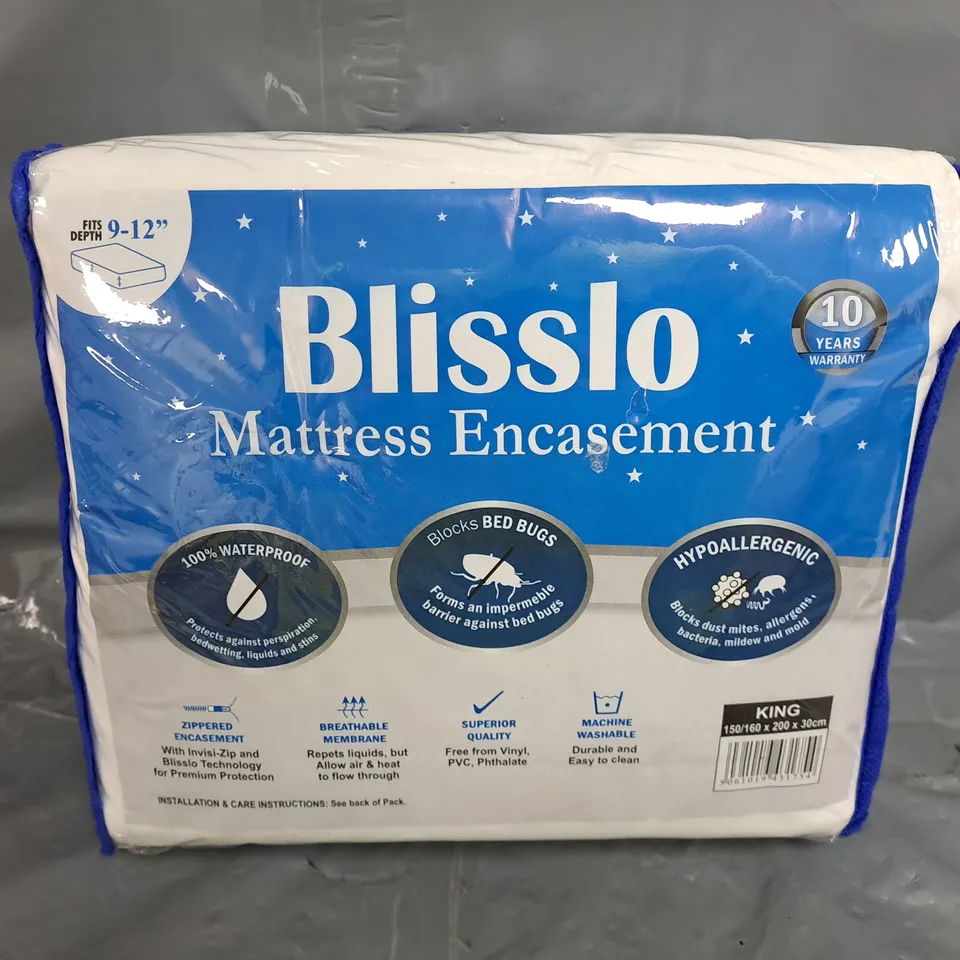 FITS
DEPTH 9-12”
Blisslo
10
YEARS
WARRANTY
Mattress Encasement
100% WATERPROOF
Protects against perspiration,
bedwetting, liquids and stins
Blocks BED BUGS
Forms an impermeble
barrier against bed bugs
HYPOALLERGENIC
Blocks dust mites, allergens,
bacteria, mildew and mold
ZIPPERED
ENCASEMENT
With Invisi-Zip and
Blisslo Technology
for Premium Protection
BREATHABLE
MEMBRANE
Repets liquids, but
Allow air & heat
to flow through
SUPERIOR
QUALITY
Free from Vinyl,
PVC, Phthalate
MACHINE
WASHABLE
Durable and
Easy to clean
KING
150/160 x 200 x 30cm
INSTALLATION & CARE INSTRUCTIONS: See back of Pack.